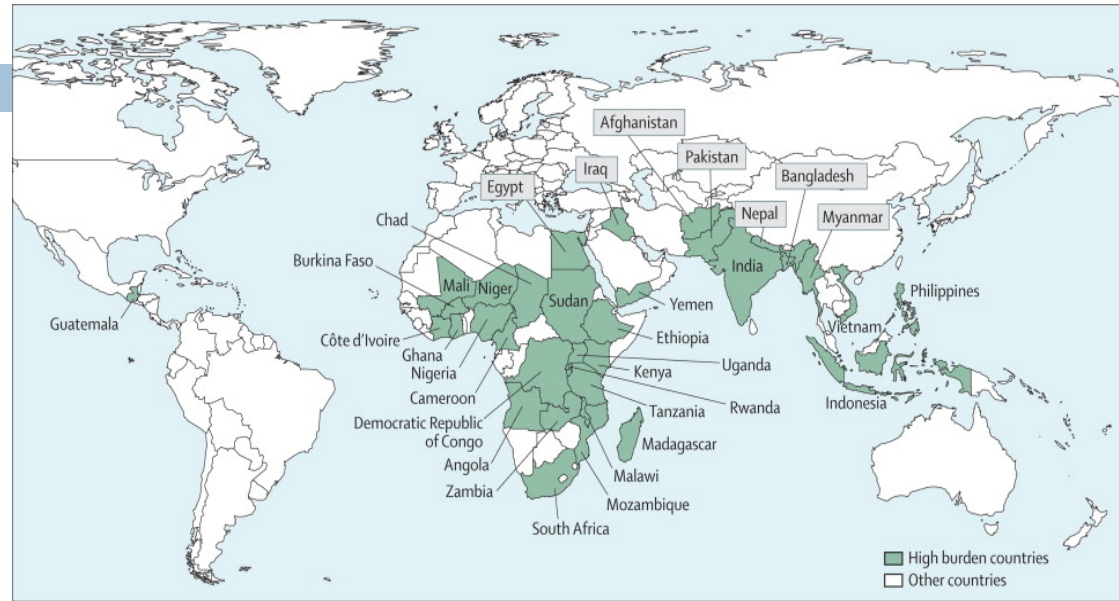 Afghanistan
Pakistan
Iraq
Bangladesh
Egypt
Nepal
Myanmar
Chad
Burkina Faso
Mali
Niger
India
Sudan
Yemen
Philippines
Guatemala
Vietnam
Côte d'Ivoire
Ethiopia
Ghana
Uganda
Nigeria
Kenya
Cameroon
Rwanda
Indonesia
Tanzania
Democratic Republic
of Congo
Madagascar
Angola
Malawi
Zambia
Mozambique
South Africa
High burden countries
Other countries